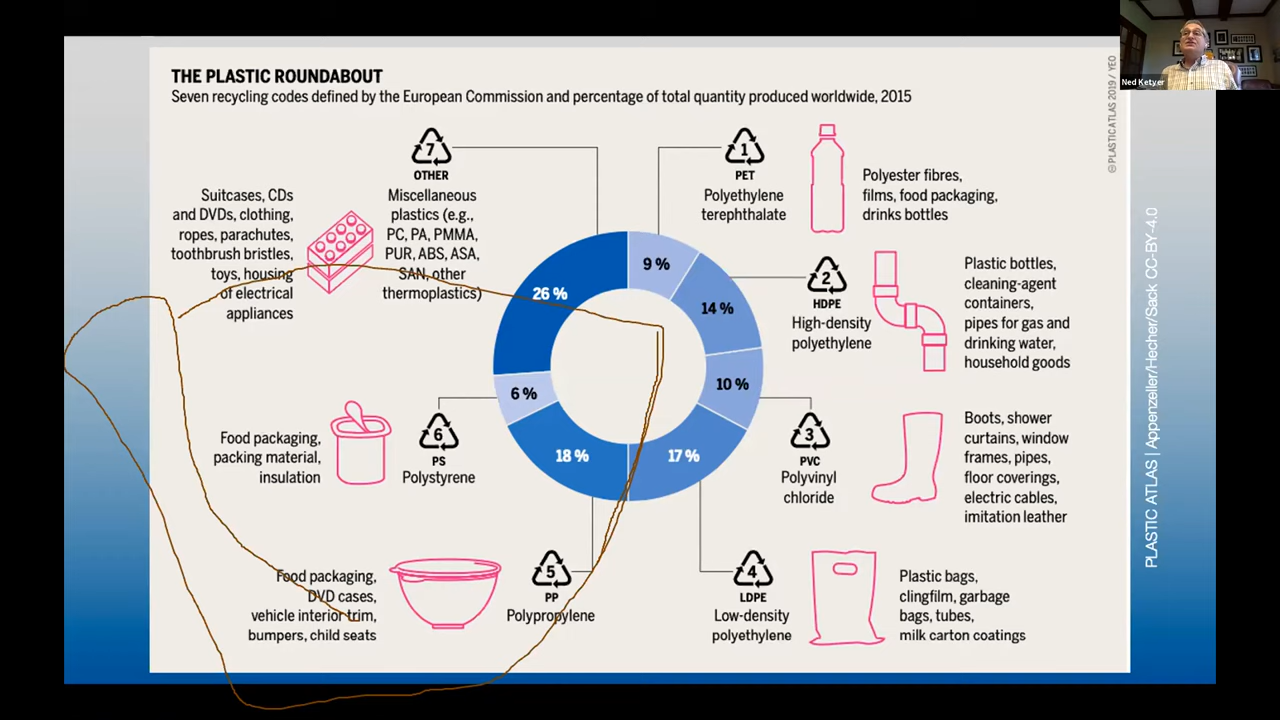 THE PLASTIC ROUNDABOUT
Seven recycling codes defined by the European Commission and percentage of total quantity produced worldwide, 2015
© PLASTIC ATLAS 2019 / YEO
Ned Ketyer
7
OTHER
Miscellaneous
plastics (e.g.,
PC, PA, PMMA,
PUR, ABS, ASA,
SAN, other
thermoplastics)
Suitcases, CDs
and DVDs, clothing,
ropes, parachutes,
toothbrush bristles,
toys, housing
of electrical
appliances
26 %
1
PET
Polyethylene
terephthalate
Polyester fibres,
films, food packaging,
drinks bottles
9 %
2
HDPE
High-density
polyethylene
Plastic bottles,
cleaning-agent
containers,
pipes for gas and
drinking water,
household goods
14 %
3
PVC
Polyvinyl
chloride
Boots, shower
curtains, window
frames, pipes,
floor coverings,
electric cables,
imitation leather
10 %
4
LDPE
Low-density
polyethylene
Plastic bags,
clingfilm, garbage
bags, tubes,
milk carton coatings
17 %
5
PP
Polypropylene
Food packaging,
DVD cases,
vehicle interior trim,
bumpers, child seats
18 %
6
PS
Polystyrene
Food packaging,
packing material,
insulation
6 %
PLASTIC ATLAS | Appenzeller/Hecher/Sack CC-BY-4.0